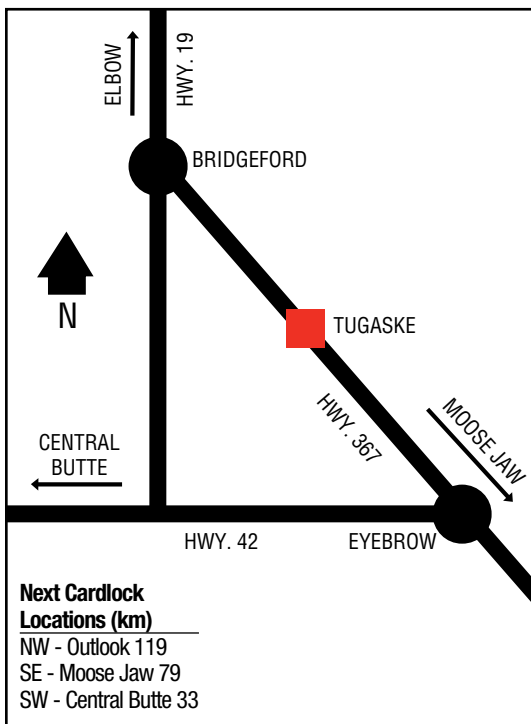 ELBOW
HWY. 19
BRIDGEFORD
N
TUGASKE
HWY. 367
MOOSE JAW
CENTRAL
BUTTE
HWY. 42
EYEBROW
Next Cardlock
Locations (km)
NW - Outlook 119
SE - Moose Jaw 79
SW - Central Butte 33